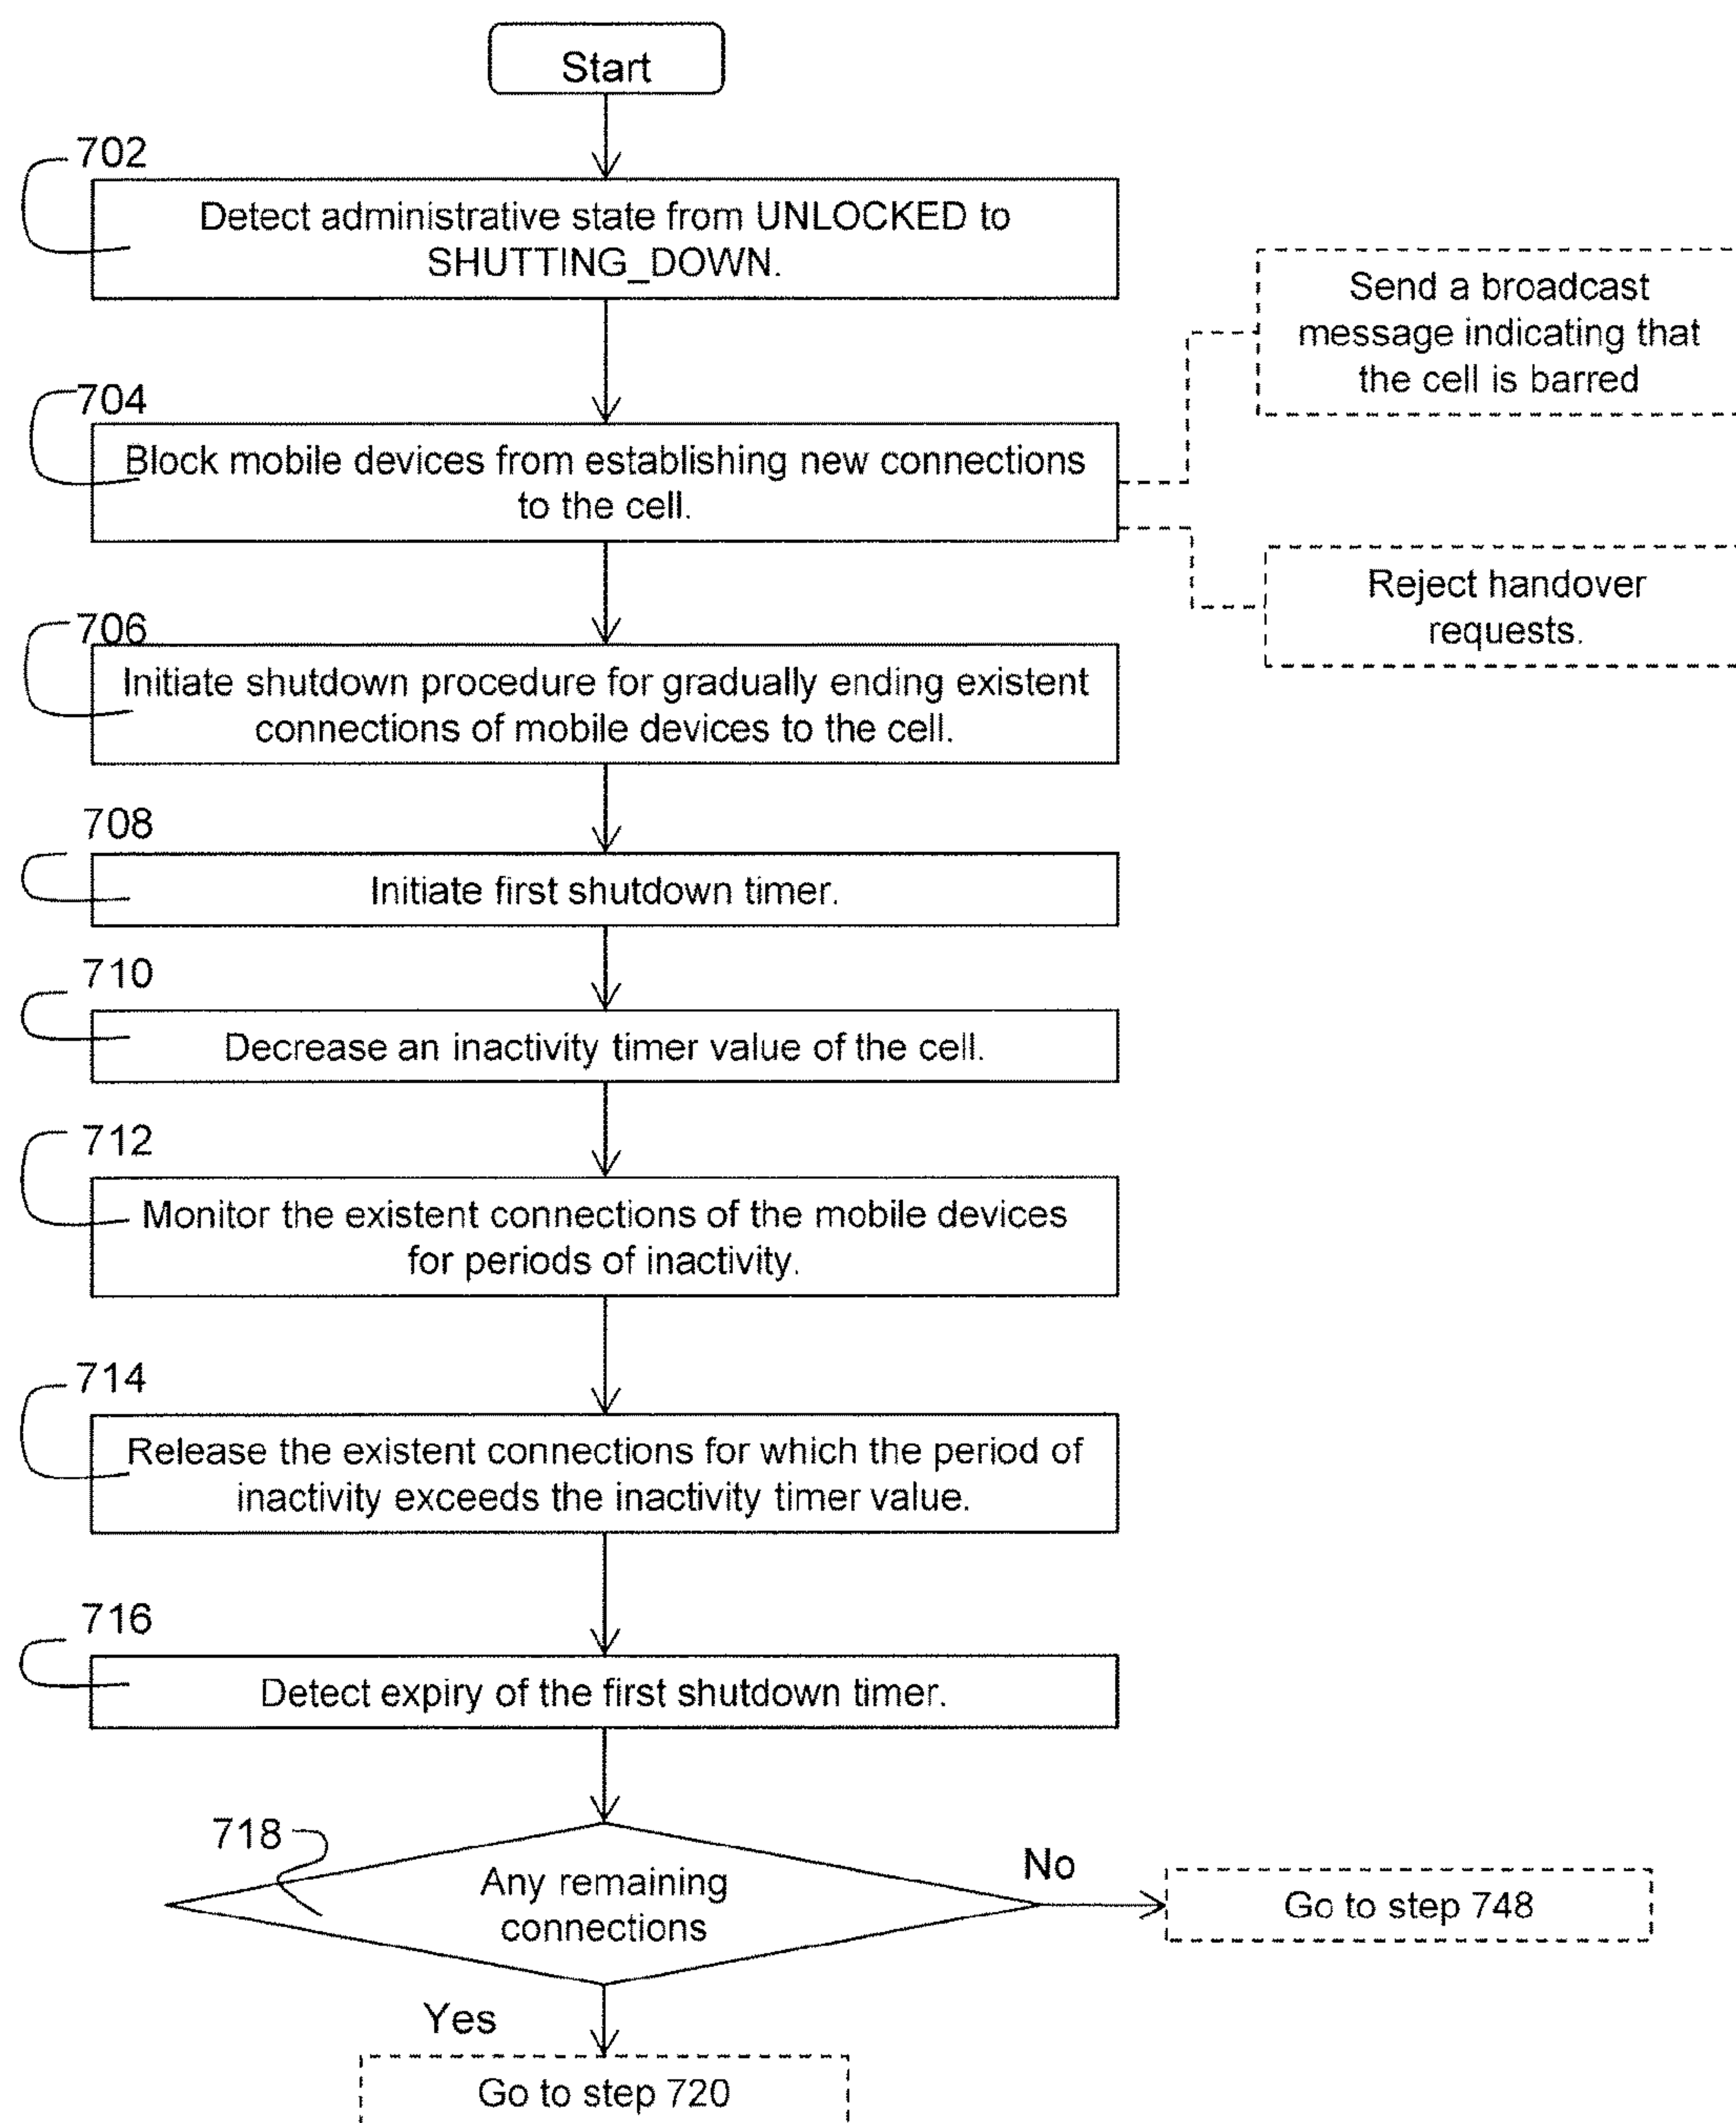 Start
702
Detect administrative state from UNLOCKED to
SHUTTING_DOWN.
Send a broadcast
message indicating that
the cell is barred
704
Block mobile devices from establishing new connections
to the cell.
Reject handover
requests.
706
Initiate shutdown procedure for gradually ending existent
connections of mobile devices to the cell.
708
Initiate first shutdown timer.
710
Decrease an inactivity timer value of the cell.
712
Monitor the existent connections of the mobile devices
for periods of inactivity.
714
Release the existent connections for which the period of
inactivity exceeds the inactivity timer value.
716
Detect expiry of the first shutdown timer.
718
Any remaining
connections
No
Go to step 748
Yes
Go to step 720